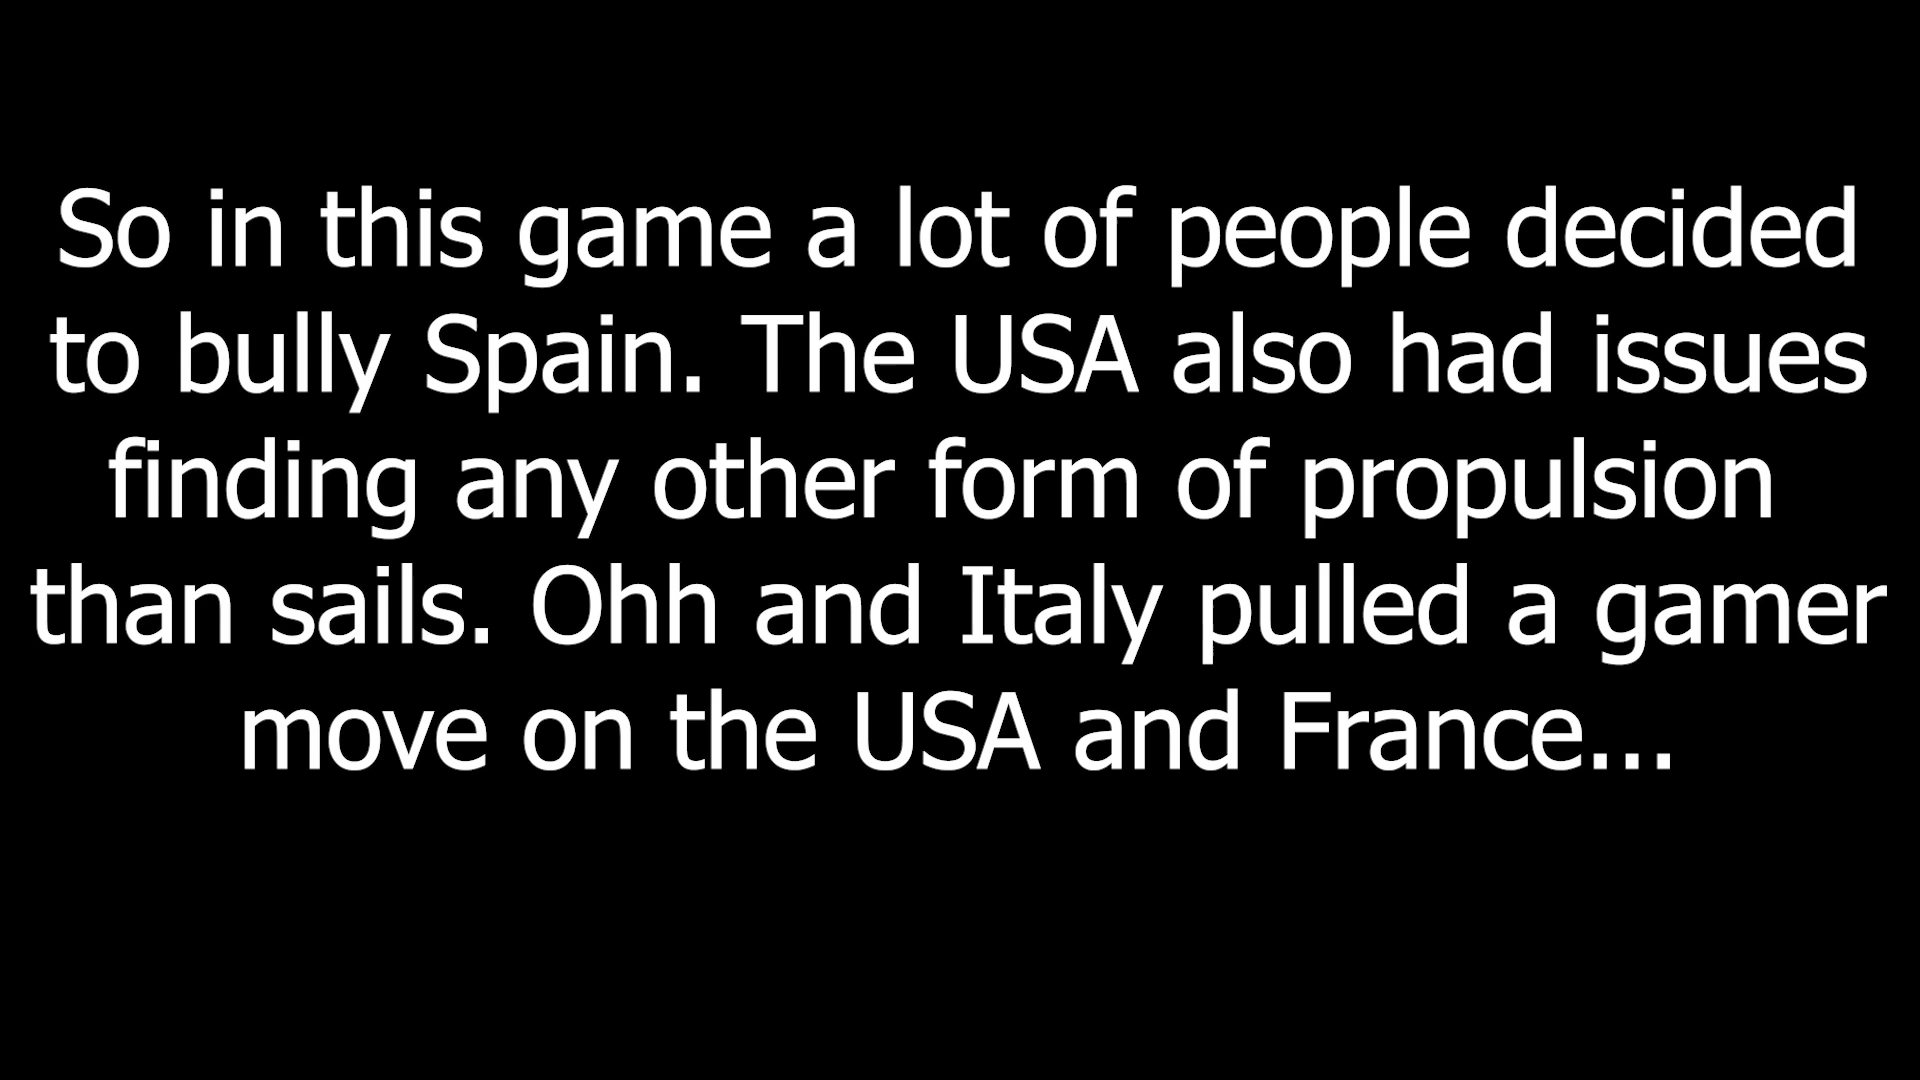 So in this game a lot of people decided
to bully Spain. The USA also had issues
finding any other form of propulsion
than sails. Ohh and Italy pulled a gamer
move on the USA and France...